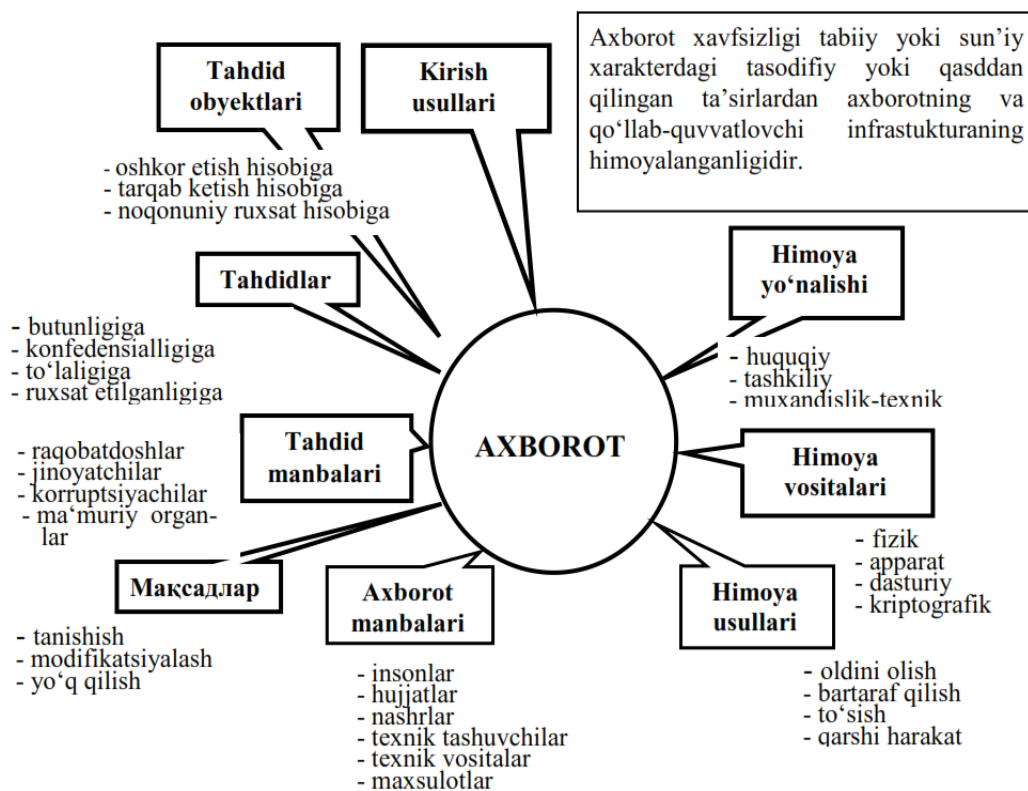 Tahdid
obyektlari
- oshkor etish hisobiga
- tarqab ketish hisobiga
- noqonuniy ruxsat hisobiga
Kirish
usullari
Axborot xavfsizligi tabiiy yoki sun’iy
xarakterdagi tasodifiy yoki qasddan
qilingan ta’sirlardan axborotning va
qo‘llab-quvvatlovchi infrastukturaning
himoyalanganligidir.
Tahdidlar
- butunligiga
- konfedensialligiga
- to‘laligiga
- ruxsat etilganligiga
Himoya
yo‘nalishi
- huquqiy
- tashkiliy
- muxandislik-texnik
Tahdid
manbalari
- raqobatdoshlar
- jinoyatchilar
- korruptsiyachilar
- ma‘muriy organ-
lar
AXBOROT
Himoya
vositalari
- fizik
- apparat
- dasturiy
- kriptografik
Мақсадлар
- tanishish
- modifikatsiyalash
- yo‘q qilish
Axborot
manbalari
- insonlar
- hujjatlar
- nashrlar
- texnik tashuvchilar
- texnik vositalar
- maxsulotlar
Himoya
usullari
- oldini olish
- bartaraf qilish
- to‘sish
- qarshi harakat